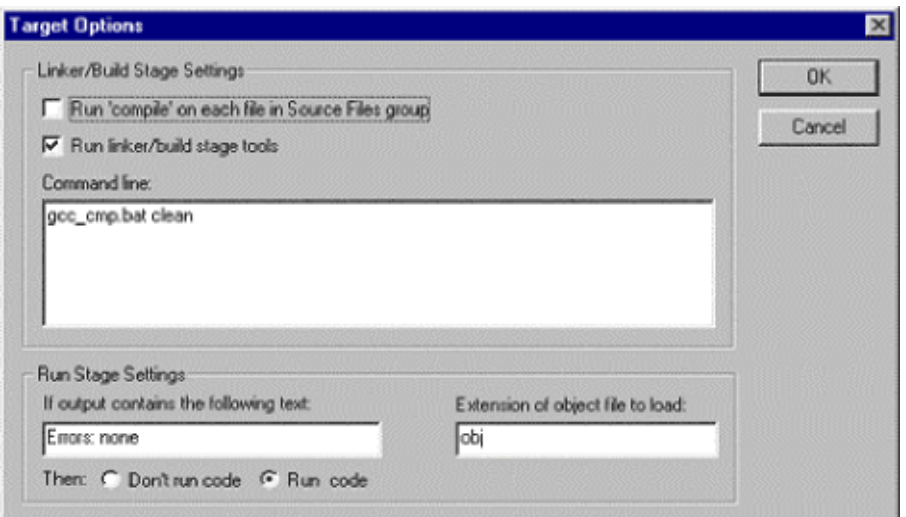 Target Options
Linker/Build Stage Settings
OK
Run 'compile' on each file in Source Files group
Cancel
Run linker/build stage tools
Command line:
gcc_cmp.bat clean
Run Stage Settings
If output contains the following text:
Extension of object file to load:
Errors: none
obj
Then: Don't run code Run code